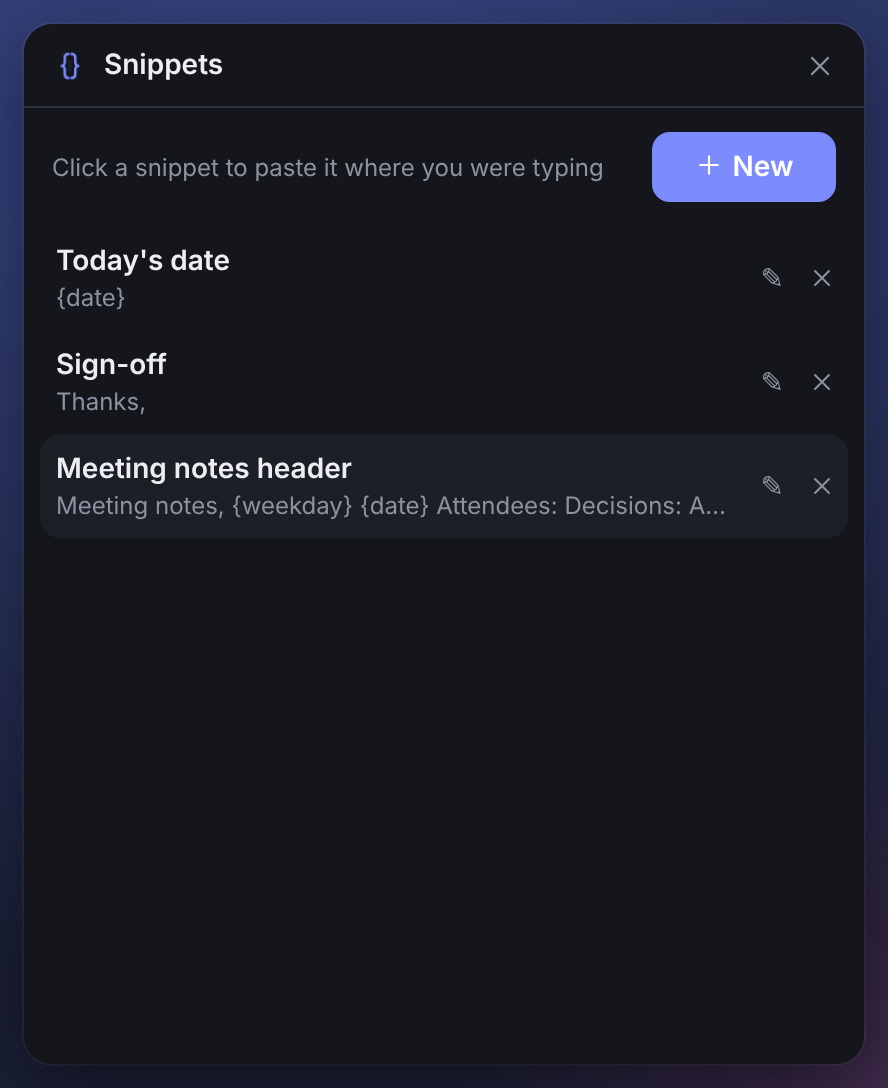 {} Snippets
Click a snippet to paste it where you were typing
+ New
Today's date
{date}
Sign-off
Thanks,
Meeting notes header
Meeting notes, {weekday} {date} Attendees: Decisions: A...